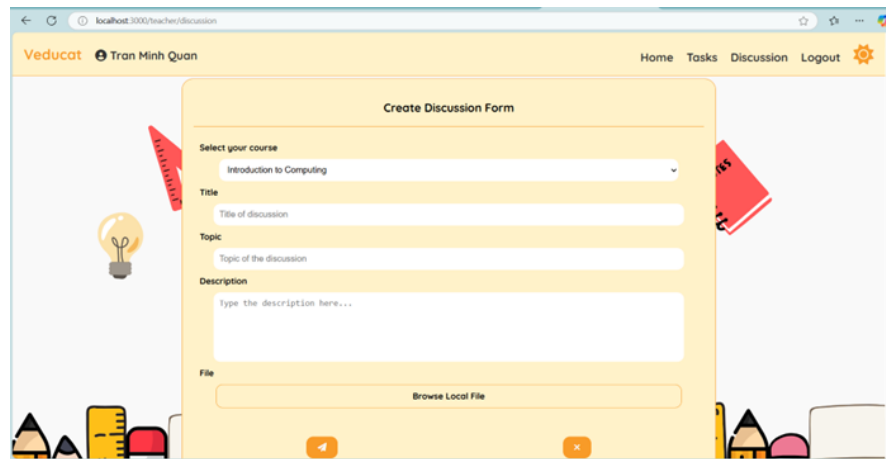 localhost:3000/teacher/discussion
Veducat Tran Minh Quan Home Tasks Discussion Logout
Create Discussion Form
Select your course
Introduction to Computing
Title
Title of discussion
Topic
Topic of the discussion
Description
Type the description here...
File
Browse Local File